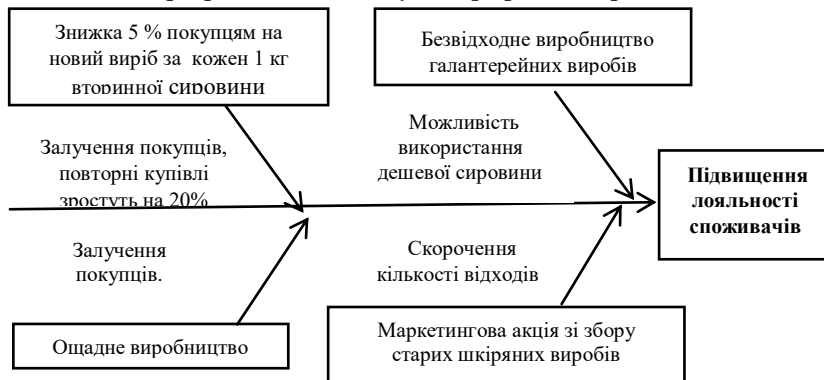 Знижка 5 % покупцям на
новий виріб за кожен 1 кг
вторинної сировини
Безвідходне виробництво
галантерейних виробів
Залучення покупців,
повторні купівлі
зростуть на 20%
Можливість
використання
дешевої сировини
Підвищення
лояльності
споживачів
Залучення
покупців.
Скорочення
кількості відходів
Ощадне виробництво
Маркетингова акція зі збору
старих шкіряних виробів